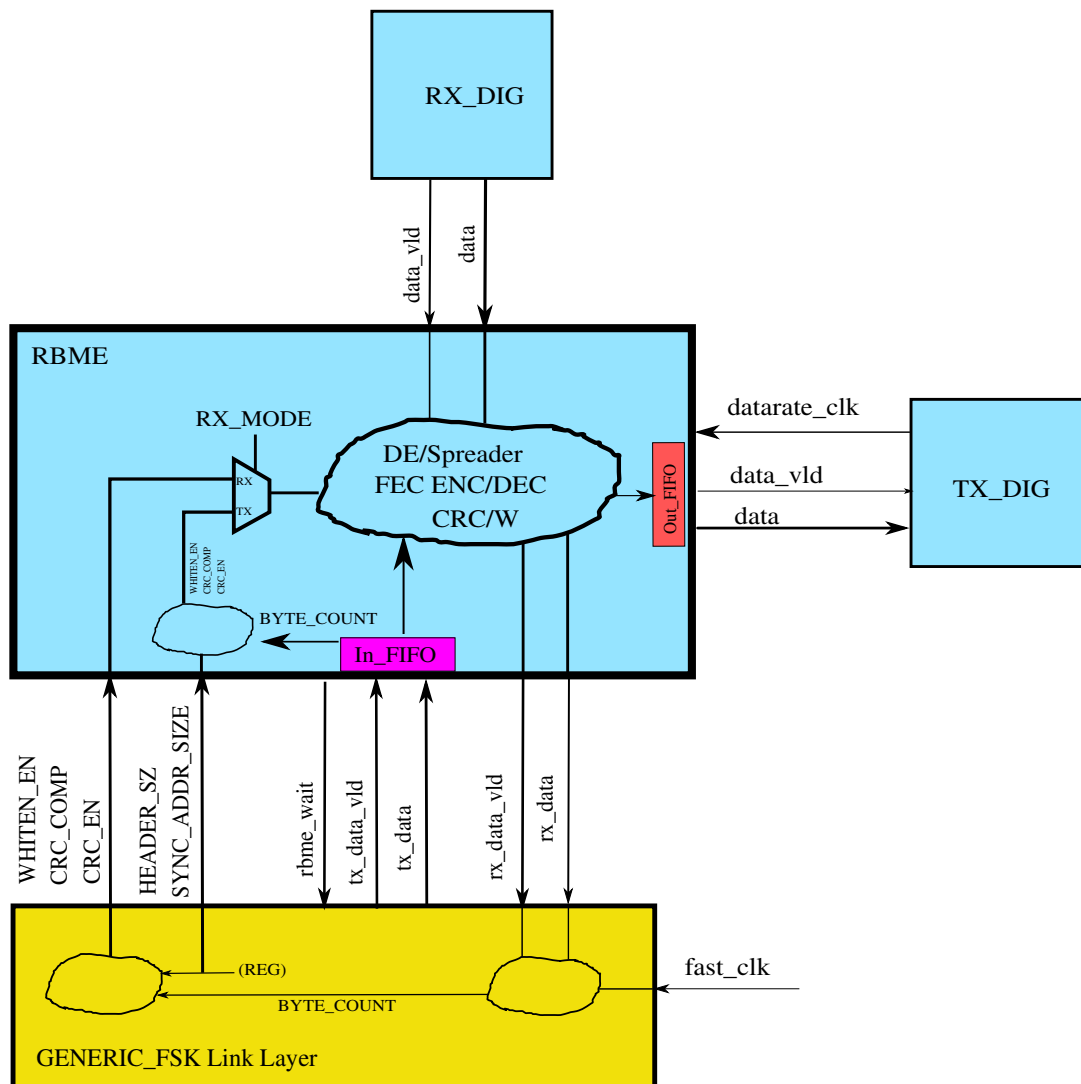 RX_DIG
data_vld
data
RBME
RX_MODE
DE/Spreader
FEC ENC/DEC
CRC/W
RX
TX
Out_FIFO
datarate_clk
data_vld
data
TX_DIG
WHITEN_EN
CRC_COMP
CRC_EN
BYTE_COUNT
In_FIFO
WHITEN_EN
CRC_COMP
CRC_EN
HEADER_SZ
SYNC_ADDR_SIZE
rbme_wait
tx_data_vld
tx_data
rx_data_vld
rx_data
(REG)
BYTE_COUNT
fast_clk
GENERIC_FSK Link Layer